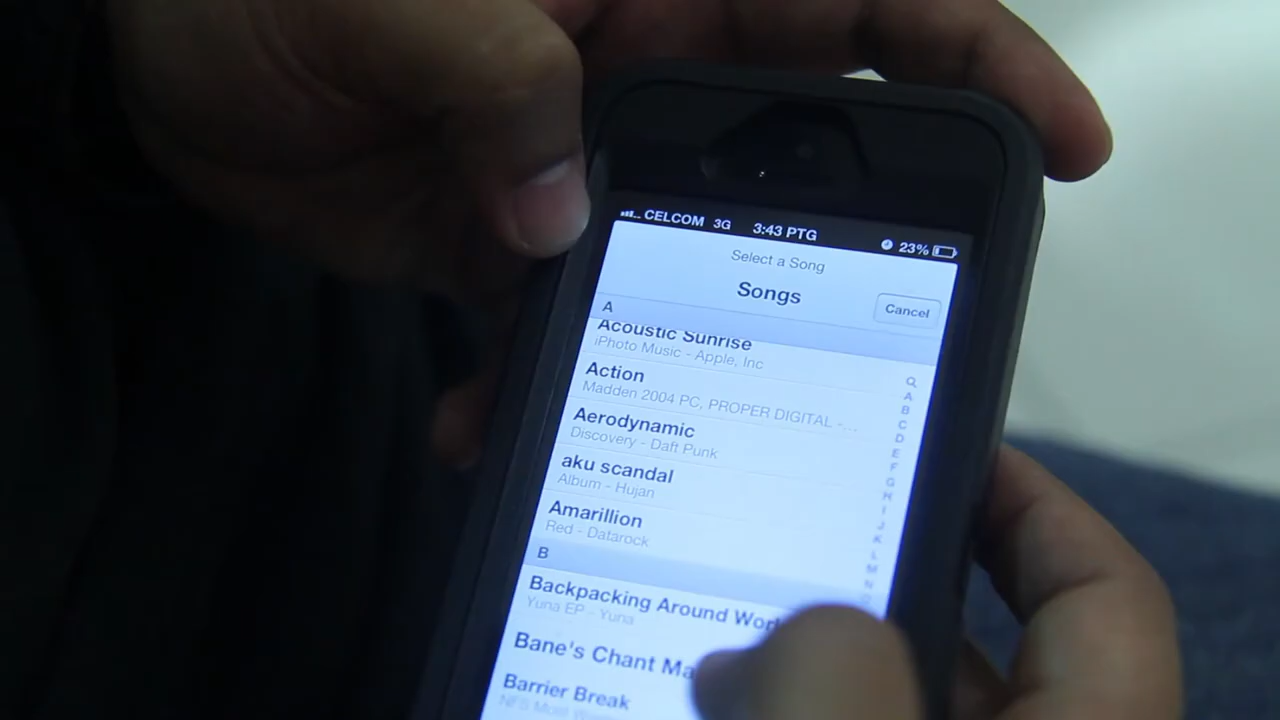 CELCOM 3G 3:43 PTG 23%
Select a Song
Songs
Cancel
A
Acoustic Sunrise
iPhoto Music - Apple, Inc
Action
Madden 2004 PC, PROPER DIGITAL -...
Aerodynamic
Discovery - Daft Punk
aku scandal
Album - Hujan
Amarillion
Red - Datarock
B
Backpacking Around
Yuna EP - Yuna
Bane's Chant
Barrier Break
NFS Most
A
B
C
D
E
F
G
H
I
J
K
L
M
N